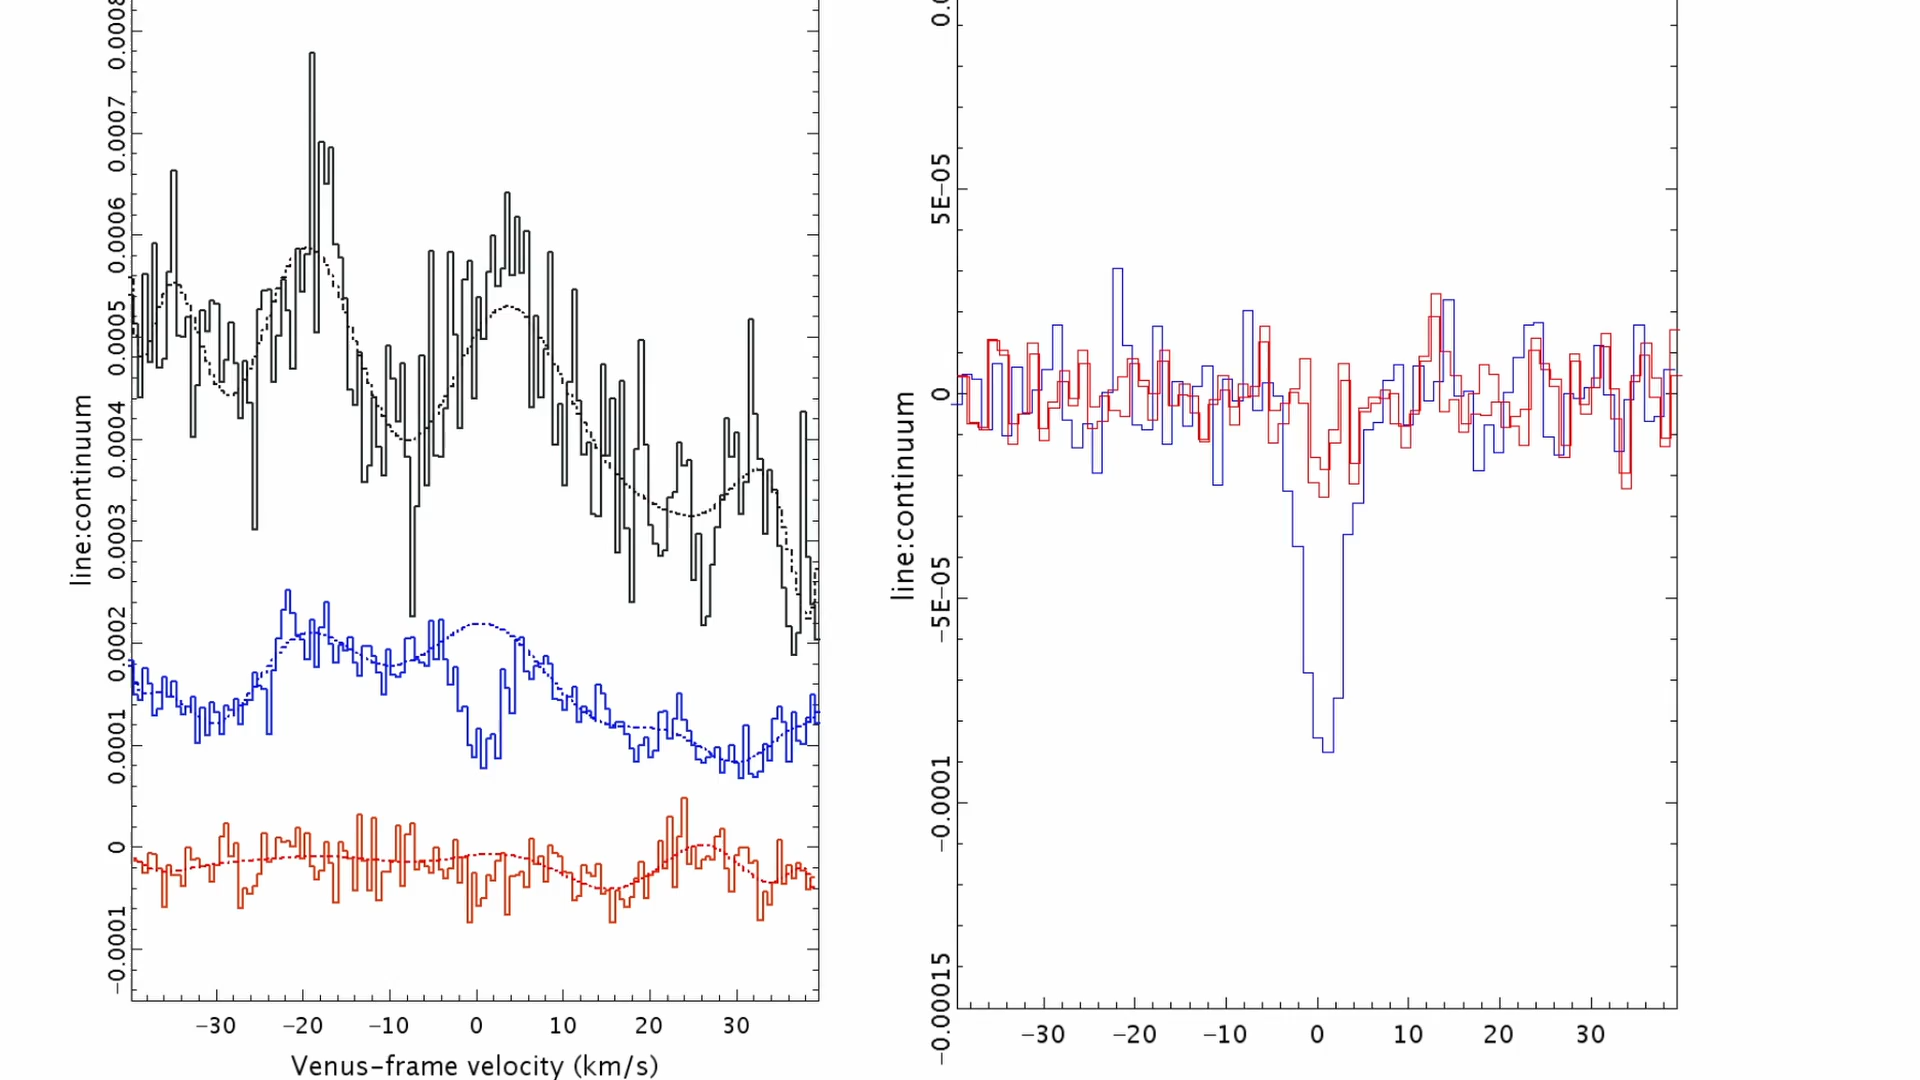 0.0008
0.0007
0.0006
0.0005
0.0004
0.0003
0.0002
0.0001
0
−0.0001
line:continuum
−30 −20 −10 0 10 20 30
Venus−frame velocity (km/s)
5E−05
0
−5E−05
−0.0001
−0.00015
line:continuum
−30 −20 −10 0 10 20 30